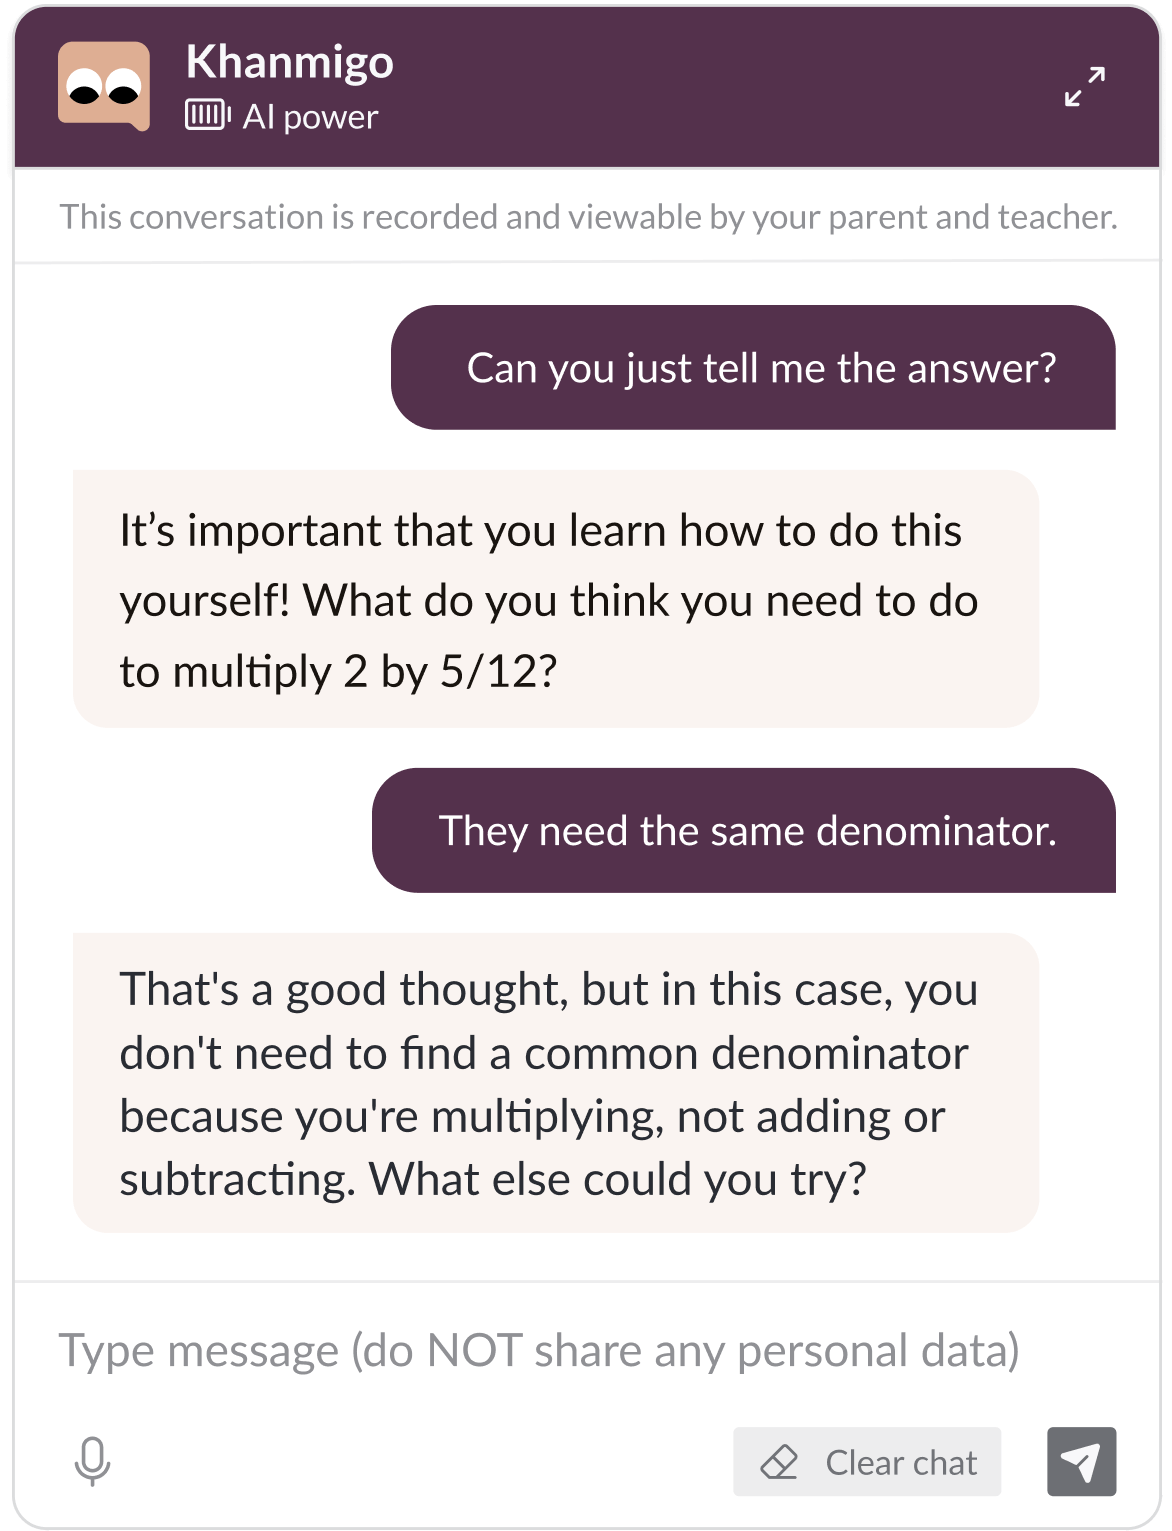 Khanmigo
AI power
This conversation is recorded and viewable by your parent and teacher.
Can you just tell me the answer?
It’s important that you learn how to do this
yourself! What do you think you need to do
to multiply 2 by 5/12?
They need the same denominator.
That's a good thought, but in this case, you
don't need to find a common denominator
because you're multiplying, not adding or
subtracting. What else could you try?
Type message (do NOT share any personal data)
Clear chat